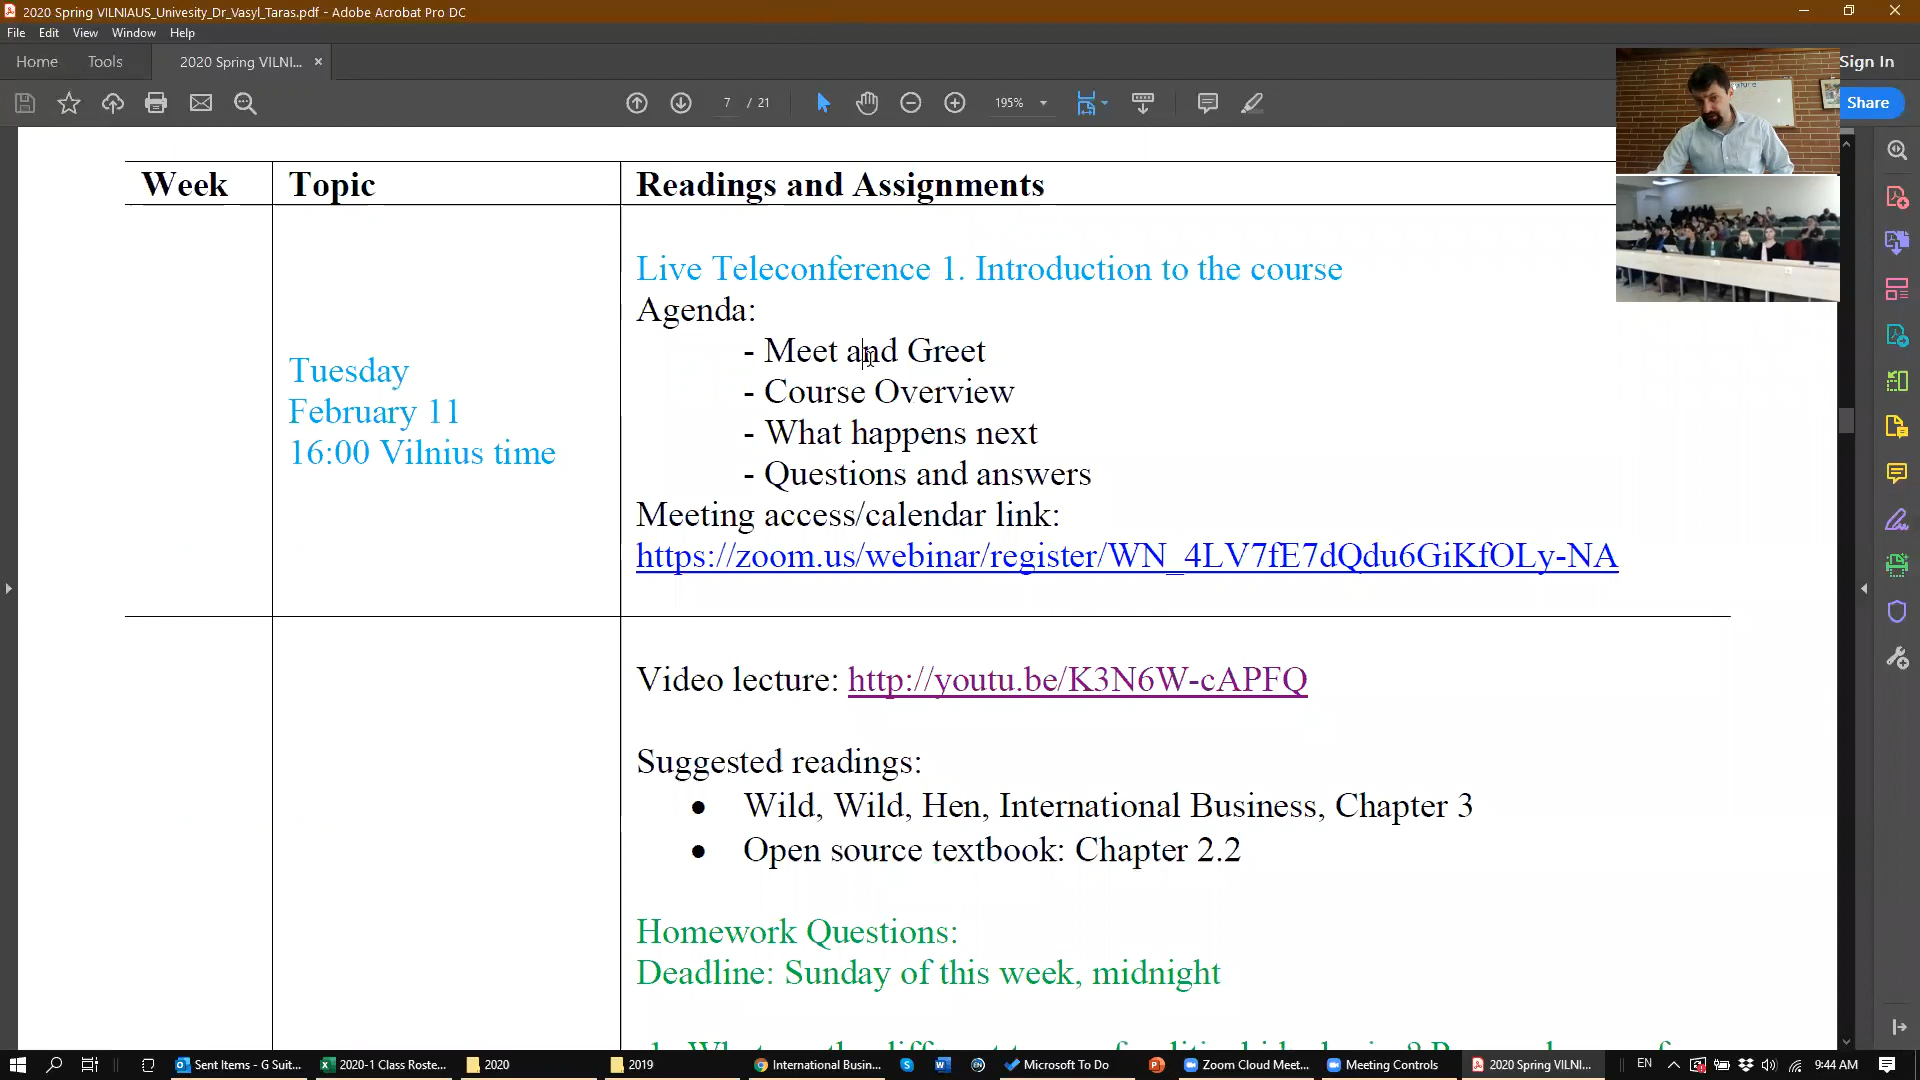 2020 Spring VILNIAUS_Univesity_Dr_Vasyl_Taras.pdf - Adobe Acrobat Pro DC
File Edit View Window Help
Home Tools 2020 Spring VILNI... × Sign In
7 / 21 195% Share
Week Topic Readings and Assignments
Live Teleconference 1. Introduction to the course
Agenda:
- Meet and Greet
Tuesday
- Course Overview
February 11
- What happens next
16:00 Vilnius time
- Questions and answers
Meeting access/calendar link:
https://zoom.us/webinar/register/WN_4LV7fE7dQdu6GiKfOLy-NA
Video lecture: http://youtu.be/K3N6W-cAPFQ
Suggested readings:
• Wild, Wild, Hen, International Business, Chapter 3
• Open source textbook: Chapter 2.2
Homework Questions:
Deadline: Sunday of this week, midnight
Sent Items - G Suit... 2020-1 Class Roste... 2020 2019 International Busin... Microsoft To Do Zoom Cloud Meet... Meeting Controls 2020 Spring VILNI... EN 9:44 AM